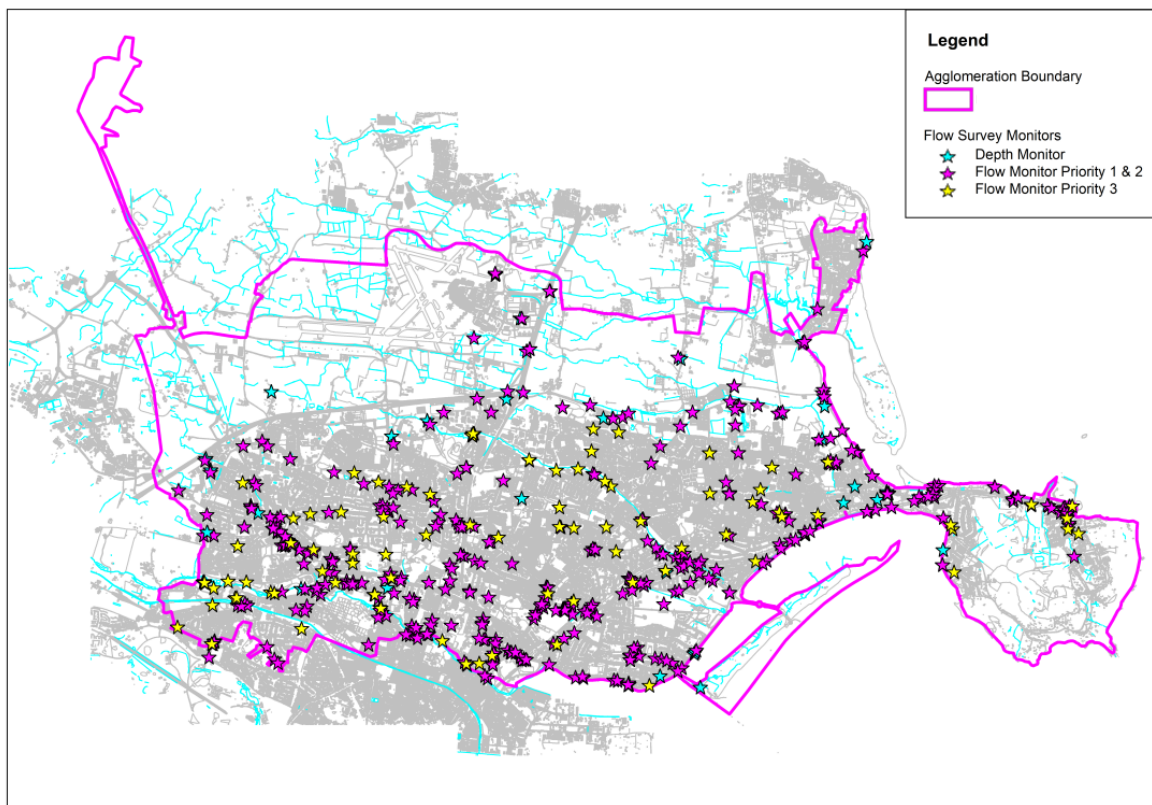 Legend
Agglomeration Boundary
Flow Survey Monitors
Depth Monitor
Flow Monitor Priority 1 & 2
Flow Monitor Priority 3